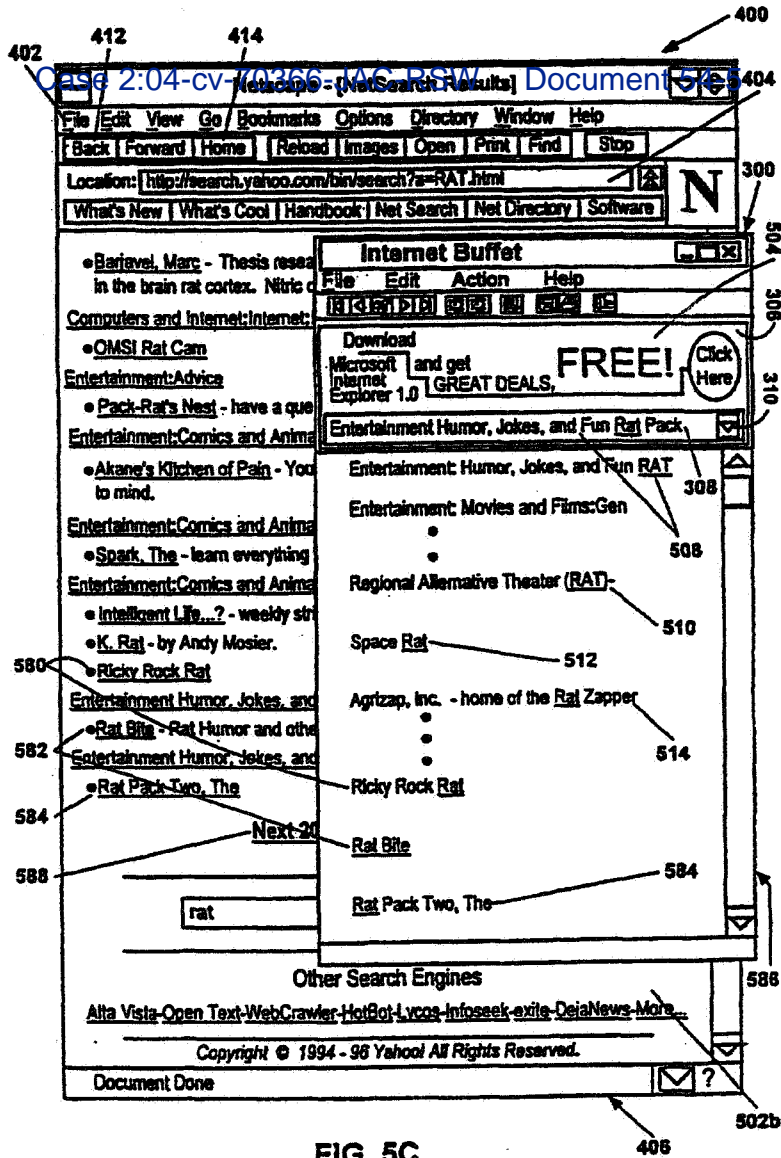 400
412 414
402
Case 2:04-cv-70366-JAC-RSW Document 54-5
Netscape - [NetSearch Results]
404
File Edit View Go Bookmarks Options Directory Window Help
Back Forward Home Reload Images Open Print Find Stop
Location: http://search.yahoo.com/bin/search?a=RAT.html
N
What's New What's Cool Handbook Net Search Net Directory Software
300
504
306
310
Internet Buffet
File Edit Action Help
Download
Microsoft Internet Explorer 1.0
and get
GREAT DEALS,
FREE!
Click Here
Entertainment Humor, Jokes, and Fun Rat Pack
308
Entertainment: Humor, Jokes, and Fun RAT
Entertainment: Movies and Films:Gen
508
Regional Alternative Theater (RAT)-
510
Space Rat
512
Agrizap, Inc. - home of the Rat Zapper
514
Ricky Rock Rat
Rat Bite
584
Rat Pack Two, The
586
Barjavel, Marc - Thesis resea
in the brain rat cortex. Nitric o
Computers and Internet:Internet:
OMSI Rat Cam
Entertainment:Advice
Pack-Rat's Nest - have a que
Entertainment:Comics and Anima
Akane's Kitchen of Pain - You
to mind.
Entertainment:Comics and Anima
Spark, The - learn everything
Entertainment:Comics and Anima
Intelligent Life...? - weekly stri
K. Rat - by Andy Mosier.
580
Ricky Rock Rat
Entertainment Humor, Jokes, and
582
Rat Bite - Rat Humor and othe
Entertainment Humor, Jokes, and
584
Rat Pack Two, The
Next 20
588
rat
Other Search Engines
Alta Vista-Open Text-WebCrawler-HotBot-Lycos-Infoseek-exite-DejaNews-More...
Copyright © 1994 - 96 Yahoo! All Rights Reserved.
Document Done ?
502b
406
FIG. 5C